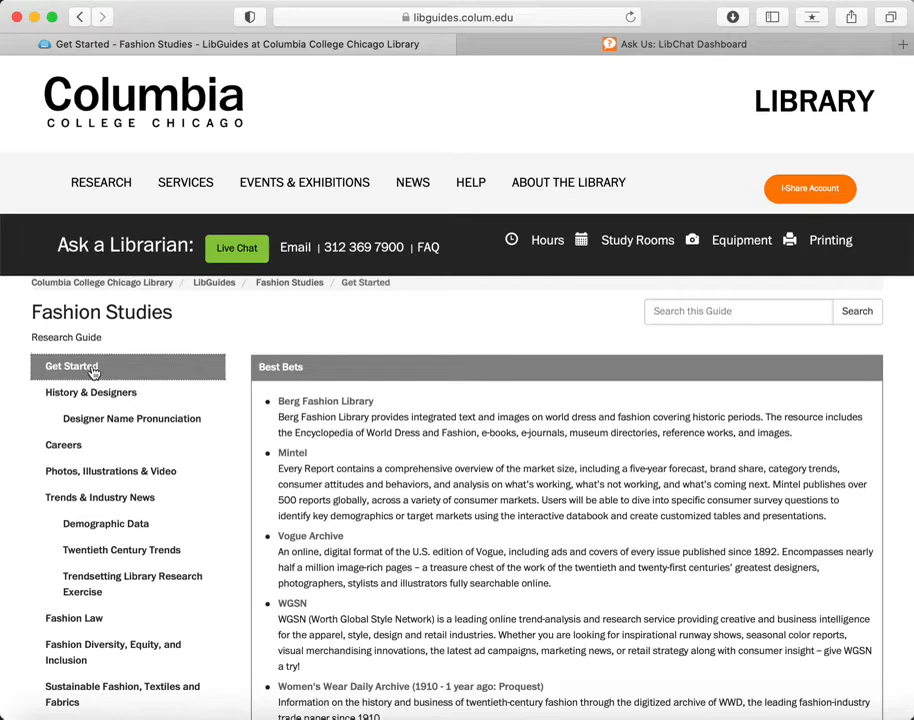 libguides.colum.edu
Get Started - Fashion Studies - LibGuides at Columbia College Chicago Library
Ask Us: LibChat Dashboard
Columbia
COLLEGE CHICAGO
LIBRARY
RESEARCH SERVICES EVENTS & EXHIBITIONS NEWS HELP ABOUT THE LIBRARY
I-Share Account
Ask a Librarian: Live Chat Email | 312 369 7900 | FAQ
Hours Study Rooms Equipment Printing
Columbia College Chicago Library / LibGuides / Fashion Studies / Get Started
Fashion Studies
Search this Guide Search
Research Guide
Get Started
History & Designers
Designer Name Pronunciation
Careers
Photos, Illustrations & Video
Trends & Industry News
Demographic Data
Twentieth Century Trends
Trendsetting Library Research
Exercise
Fashion Law
Fashion Diversity, Equity, and
Inclusion
Sustainable Fashion, Textiles and
Fabrics
Best Bets
• Berg Fashion Library
Berg Fashion Library provides integrated text and images on world dress and fashion covering historic periods. The resource includes
the Encyclopedia of World Dress and Fashion, e-books, e-journals, museum directories, reference works, and images.
• Mintel
Every Report contains a comprehensive overview of the market size, including a five-year forecast, brand share, category trends,
consumer attitudes and behaviors, and analysis on what's working, what's not working, and what's coming next. Mintel publishes over
500 reports globally, across a variety of consumer markets. Users will be able to dive into specific consumer survey questions to
identify key demographics or target markets using the interactive databook and create customized tables and presentations.
• Vogue Archive
An online, digital format of the U.S. edition of Vogue, including ads and covers of every issue published since 1892. Encompasses nearly
half a million image-rich pages – a treasure chest of the work of the twentieth and twenty-first centuries' greatest designers,
photographers, stylists and illustrators fully searchable online.
• WGSN
WGSN (Worth Global Style Network) is a leading online trend-analysis and research service providing creative and business intelligence
for the apparel, style, design and retail industries. Whether you are looking for inspirational runway shows, seasonal color reports,
visual merchandising innovations, the latest ad campaigns, marketing news, or retail strategy along with consumer insight – give WGSN
a try!
• Women's Wear Daily Archive (1910 - 1 year ago: Proquest)
Information on the history and business of twentieth-century fashion through the digitized archive of WWD, the leading fashion-industry
trade paper since 1910.